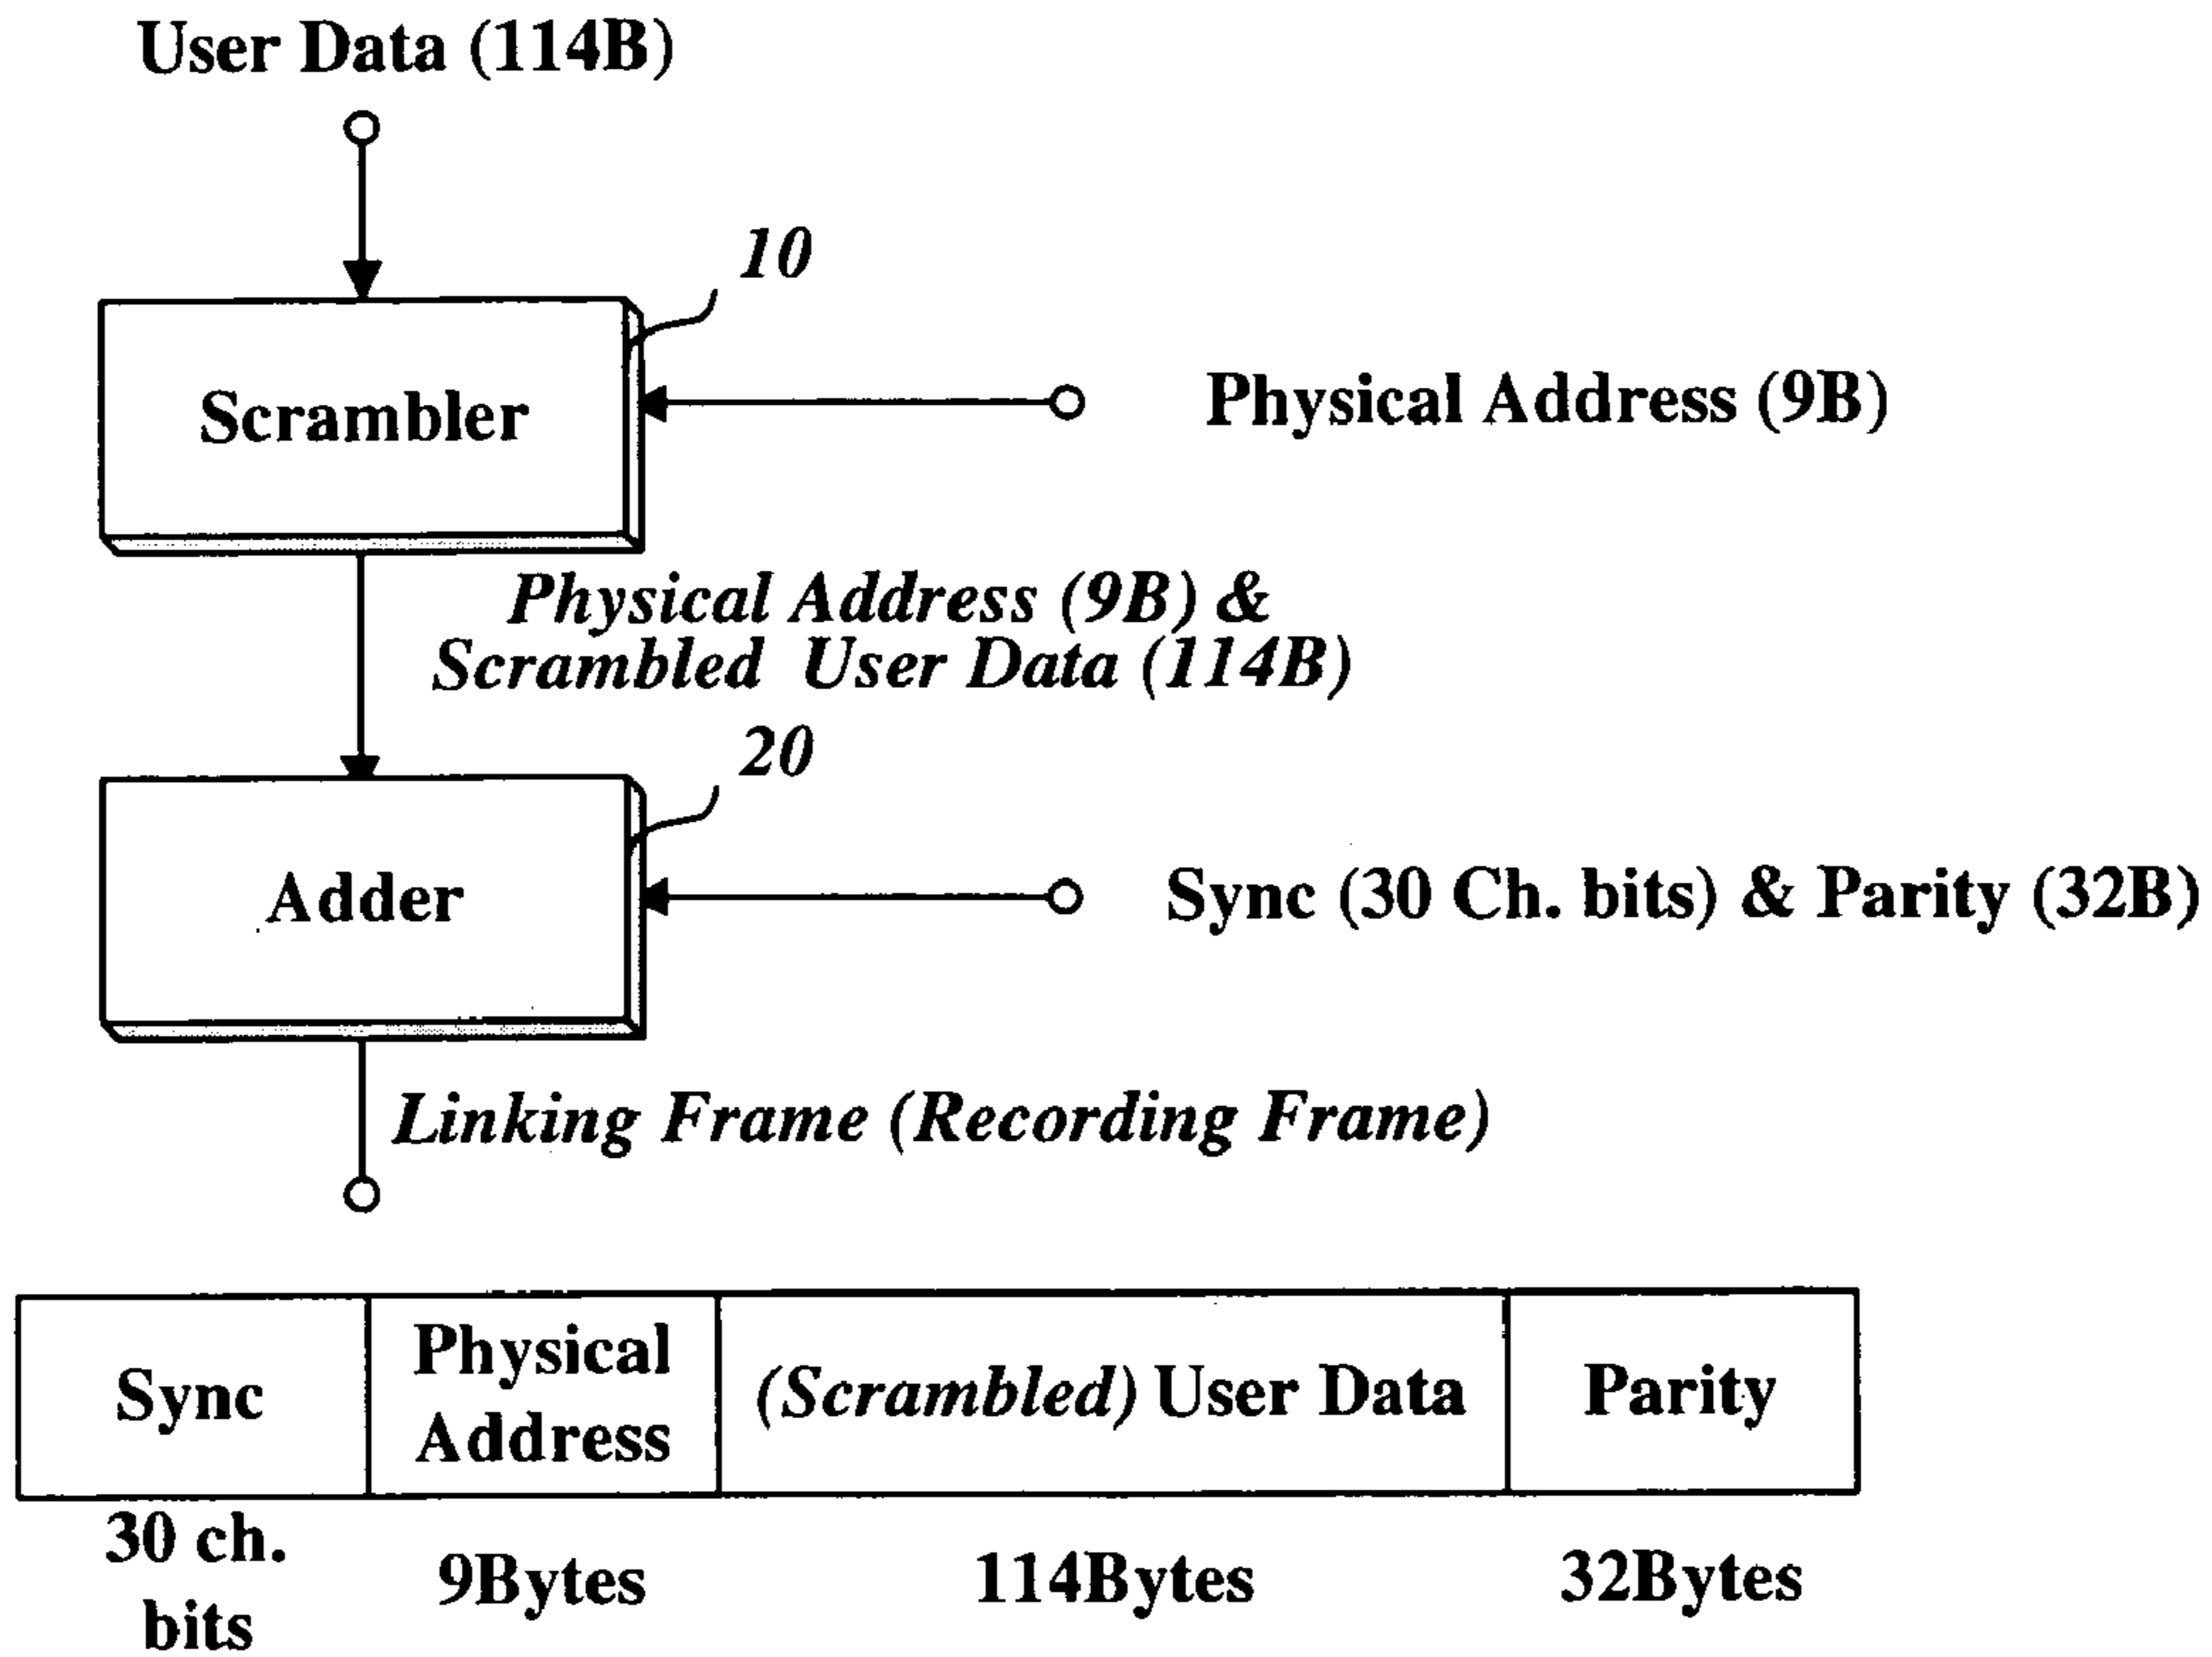 User Data (114B)
10
Scrambler
Physical Address (9B)
Physical Address (9B) &
Scrambled User Data (114B)
20
Adder
Sync (30 Ch. bits) & Parity (32B)
Linking Frame (Recording Frame)
Sync
Physical
Address
(Scrambled) User Data
Parity
30 ch.
bits
9Bytes
114Bytes
32Bytes